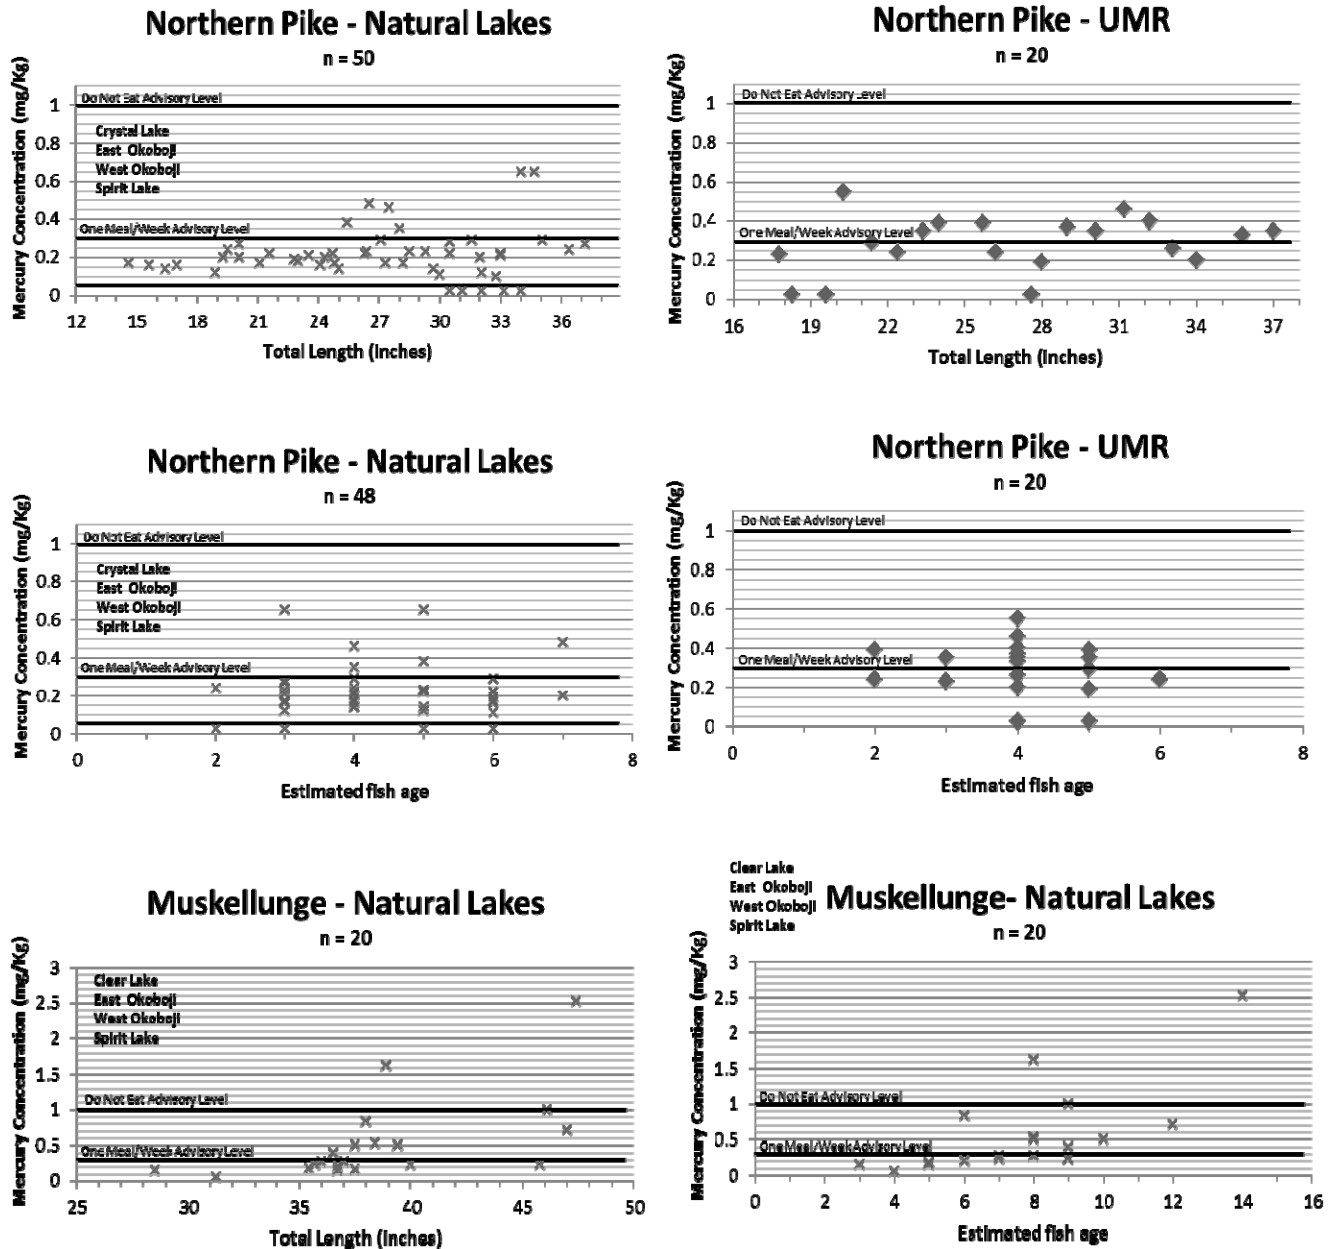 Northern Pike - Natural Lakes
n = 50
Mercury Concentration (mg/Kg)
Do Not Eat Advisory Level
Crystal Lake
East Okoboji
West Okoboji
Spirit Lake
One Meal/Week Advisory Level
1
0.8
0.6
0.4
0.2
0
12 15 18 21 24 27 30 33 36
Total Length (Inches)
Northern Pike - UMR
n = 20
Mercury Concentration (mg/Kg)
Do Not Eat Advisory Level
One Meal/Week Advisory Level
1
0.8
0.6
0.4
0.2
0
16 19 22 25 28 31 34 37
Total Length (Inches)
Northern Pike - Natural Lakes
n = 48
Mercury Concentration (mg/Kg)
Do Not Eat Advisory Level
Crystal Lake
East Okoboji
West Okoboji
Spirit Lake
One Meal/Week Advisory Level
1
0.8
0.6
0.4
0.2
0
0 2 4 6 8
Estimated fish age
Northern Pike - UMR
n = 20
Mercury Concentration (mg/Kg)
Do Not Eat Advisory Level
One Meal/Week Advisory Level
1
0.8
0.6
0.4
0.2
0
0 2 4 6 8
Estimated fish age
Muskellunge - Natural Lakes
n = 20
Mercury Concentration (mg/Kg)
Clear Lake
East Okoboji
West Okoboji
Spirit Lake
Do Not Eat Advisory Level
One Meal/Week Advisory Level
3
2.5
2
1.5
1
0.5
0
25 30 35 40 45 50
Total Length (Inches)
Clear Lake
East Okoboji
West Okoboji
Spirit Lake
Muskellunge- Natural Lakes
n = 20
Mercury Concentration (mg/Kg)
Do Not Eat Advisory Level
One Meal/Week Advisory Level
3
2.5
2
1.5
1
0.5
0
0 2 4 6 8 10 12 14 16
Estimated fish age